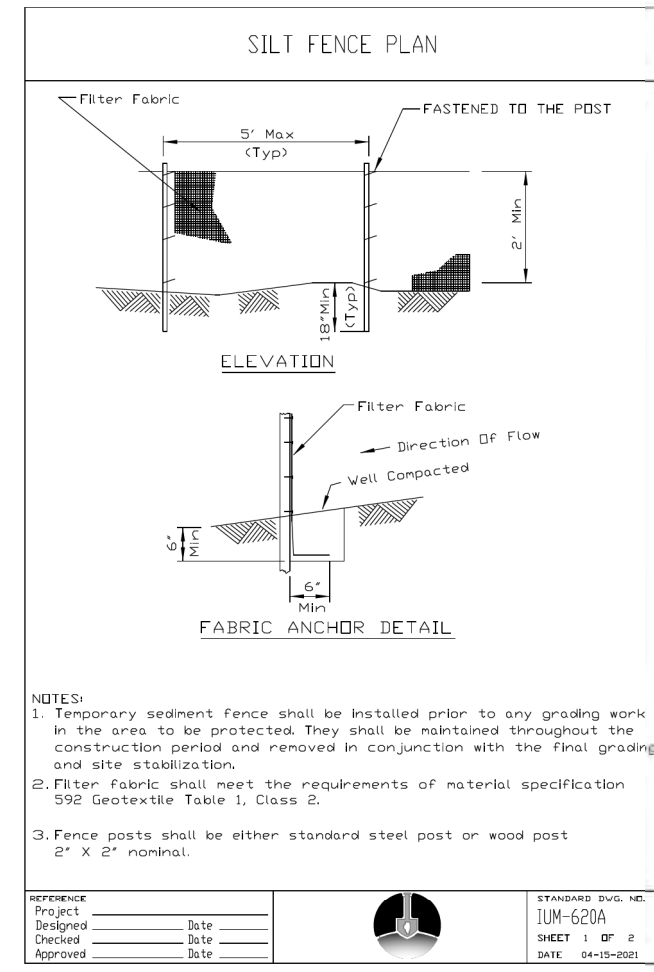 SILT FENCE PLAN
Filter Fabric
FASTENED TO THE POST
5' Max
(Typ)
2' Min
18"Min
(Typ)
ELEVATION
Filter Fabric
Direction Of Flow
Well Compacted
6"
Min
6"
Min
FABRIC ANCHOR DETAIL
NOTES:
1. Temporary sediment fence shall be installed prior to any grading work
in the area to be protected. They shall be maintained throughout the
construction period and removed in conjunction with the final grading
and site stabilization.
2. Filter fabric shall meet the requirements of material specification
592 Geotextile Table 1, Class 2.
3. Fence posts shall be either standard steel post or wood post
2" X 2" nominal.
REFERENCE
Project
Designed Date
Checked Date
Approved Date
STANDARD DWG. NO.
IUM-620A
SHEET 1 OF 2
DATE 04-15-2021